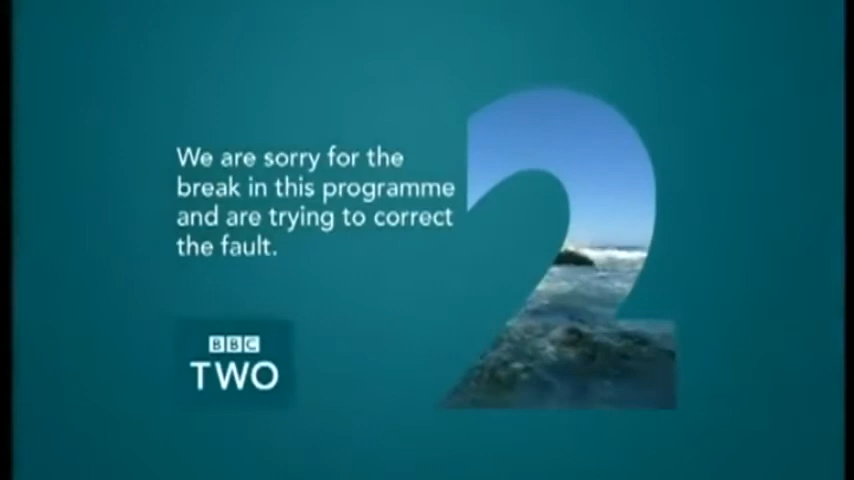 We are sorry for the
break in this programme
and are trying to correct
the fault.
BBC
TWO
2